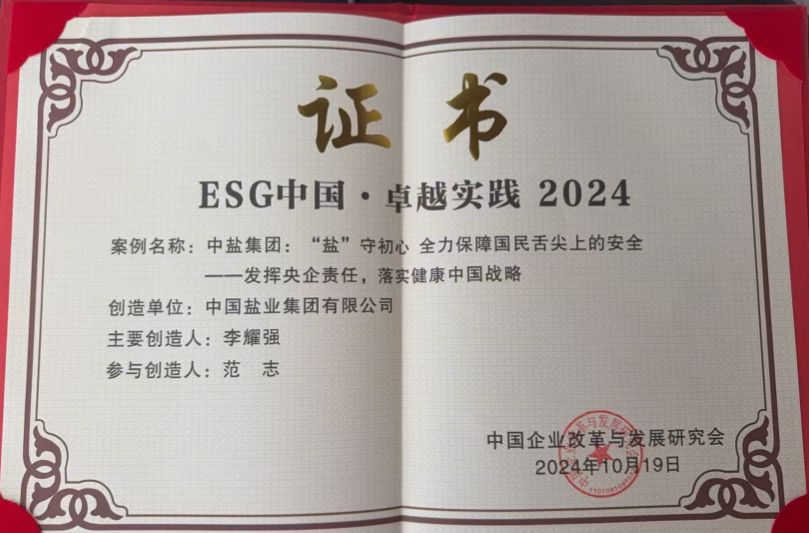 证书
ESG中国·卓越实践 2024
案例名称：中盐集团：“盐”守初心 全力保障国民舌尖上的安全
——发挥央企责任，落实健康中国战略
创造单位：中国盐业集团有限公司
主要创造人：李耀强
参与创造人：范 志
中国企业改革与发展研究会
2024年10月19日